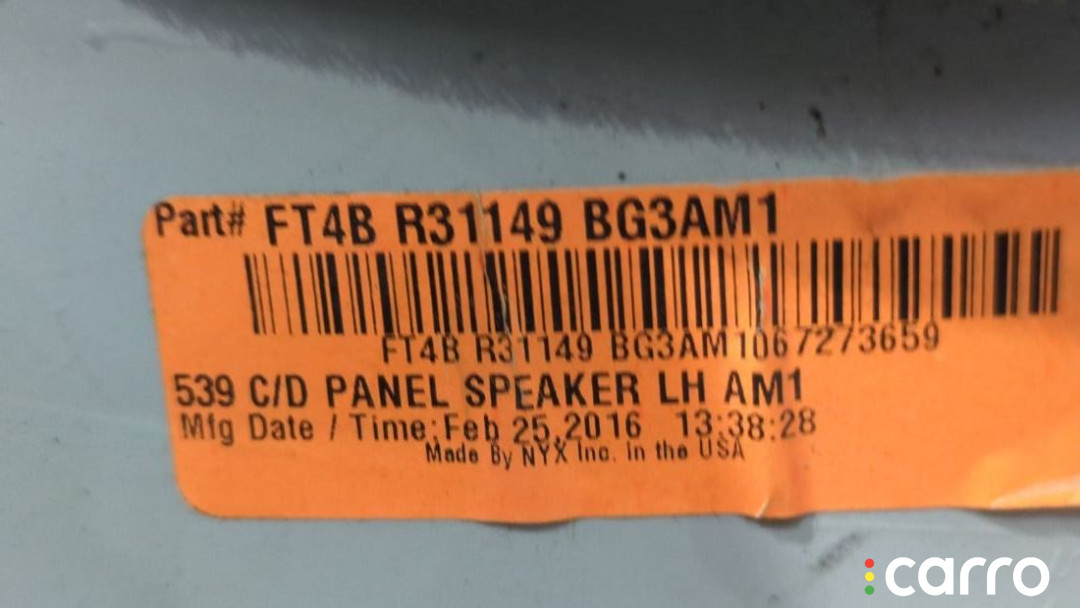 Part# FT4B R31149 BG3AM1
FT4B R31149 BG3AM1067273659
539 C/D PANEL SPEAKER LH AM1
Mfg Date / Time:Feb 25,2016 13:38:28
Made By NYX Inc. in the USA
carro